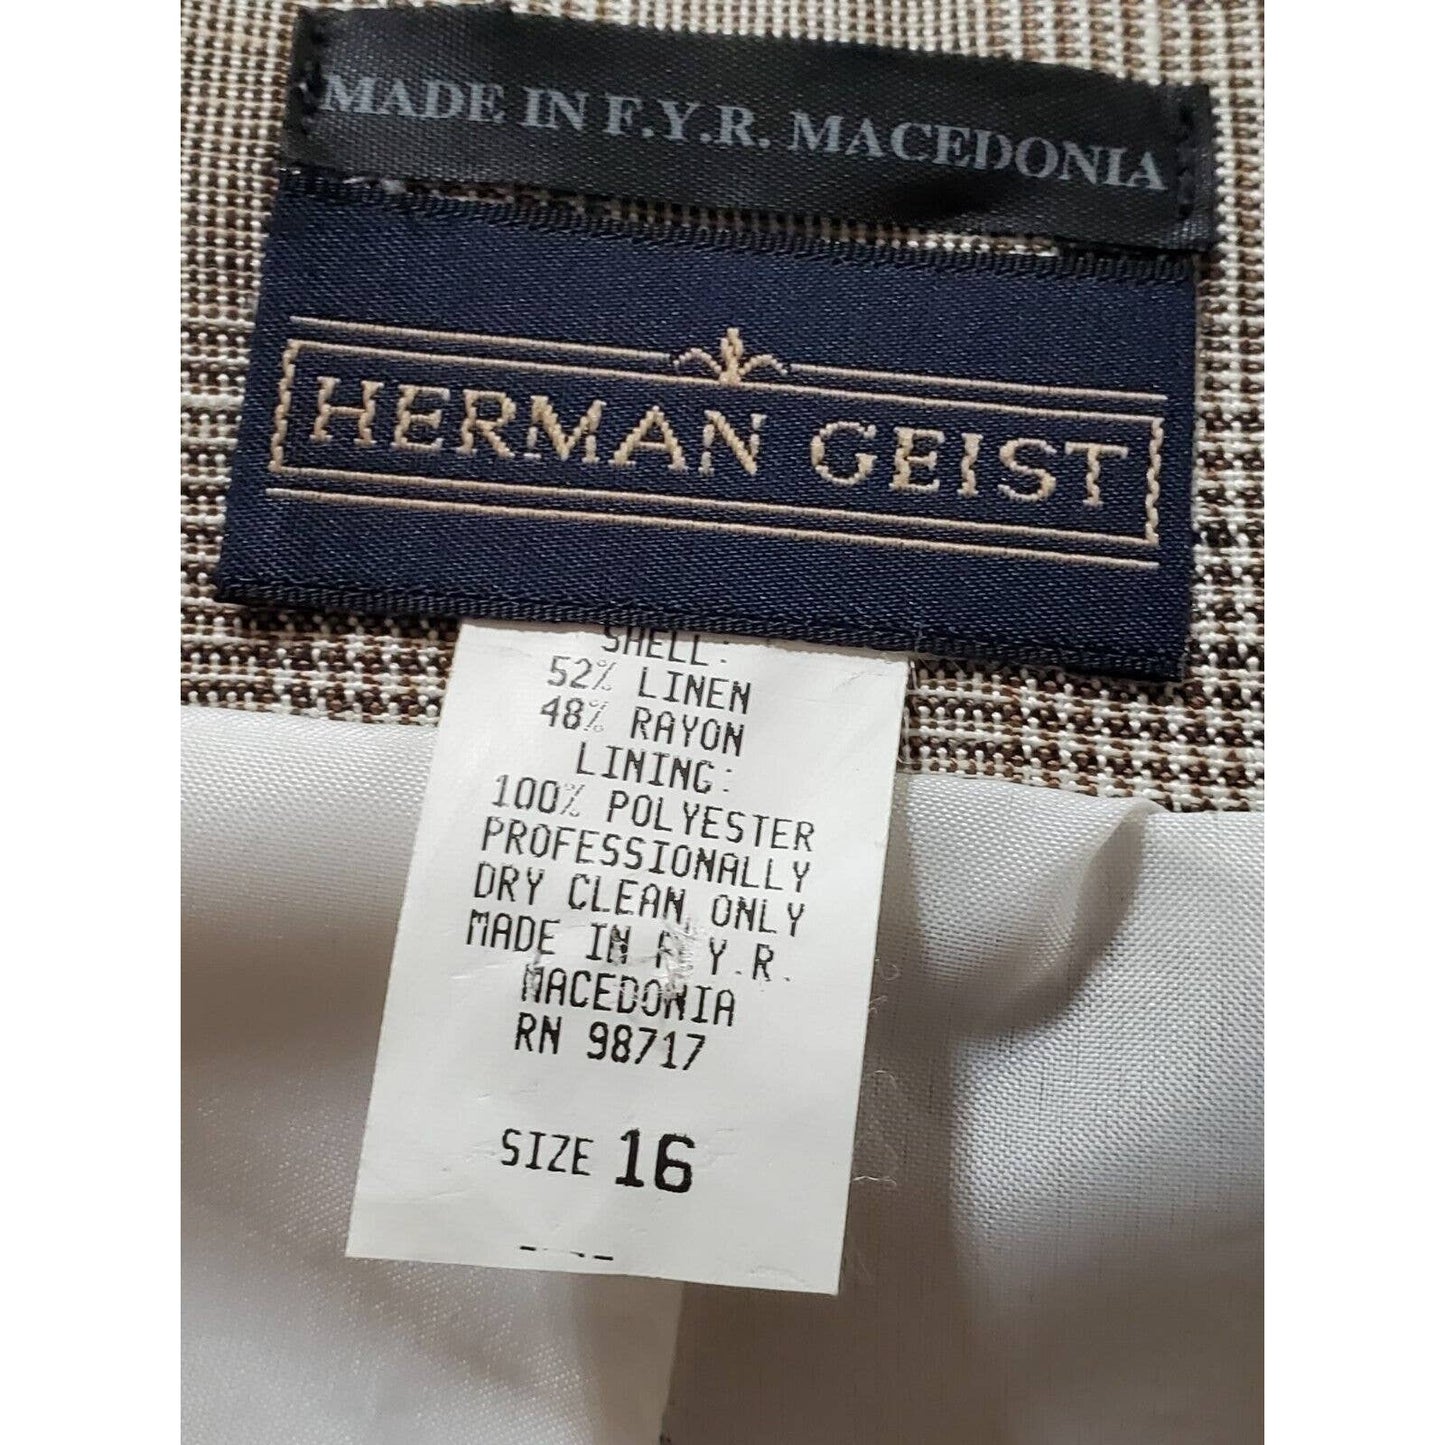 MADE IN F.Y.R. MACEDONIA
HERMAN GEIST
SHELL:
52% LINEN
48% RAYON
LINING:
100% POLYESTER
PROFESSIONALLY
DRY CLEAN ONLY
MADE IN F.Y.R.
MACEDONIA
RN 98717
SIZE 16